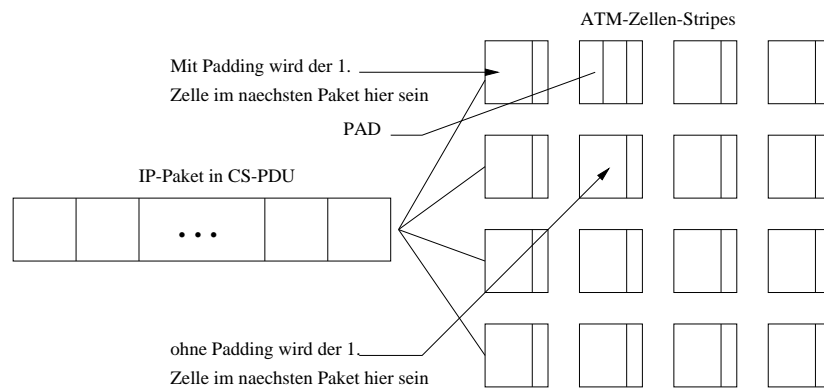 ATM-Zellen-Stripes
Mit Padding wird der 1.
Zelle im naechsten Paket hier sein
PAD
IP-Paket in CS-PDU
ohne Padding wird der 1.
Zelle im naechsten Paket hier sein